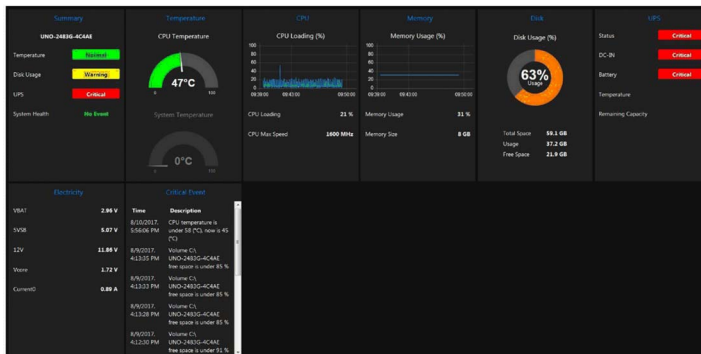 Summary
UNO-2483G-4C4AE
Temperature Normal
Disk Usage Warning
UPS Critical
System Health No Event
Temperature
CPU Temperature
47°C
0 100
System Temperature
0°C
0 100
CPU
CPU Loading (%)
100
80
60
40
20
0
09:39:00 09:43:00 09:50:00
CPU Loading 21 %
CPU Max Speed 1600 MHz
Memory
Memory Usage (%)
100
80
60
40
20
0
09:39:00 09:43:00 09:50:00
Memory Usage 31 %
Memory Size 8 GB
Disk
Disk Usage (%)
63%
Usage
Total Space 59.1 GB
Usage 37.2 GB
Free Space 21.9 GB
UPS
Status Critical
DC-IN Critical
Battery Critical
Temperature
Remaining Capacity
Electricity
VBAT 2.96 V
5VSB 5.07 V
12V 11.86 V
Vcore 1.72 V
Current0 0.89 A
Critical Event
Time Description
8/10/2017, CPU temperature is
5:56:06 PM under 58 (°C), now is 45
(°C)
8/9/2017, Volume C:\
4:13:35 PM UNO-2483G-4C4AE
free space is under 85 %
8/9/2017, Volume C:\
4:13:33 PM UNO-2483G-4C4AE
free space is under 85 %
8/9/2017, Volume C:\
4:13:28 PM UNO-2483G-4C4AE
free space is under 85 %
8/9/2017, Volume C:\
4:12:30 PM UNO-2483G-4C4AE
free space is under 91 %